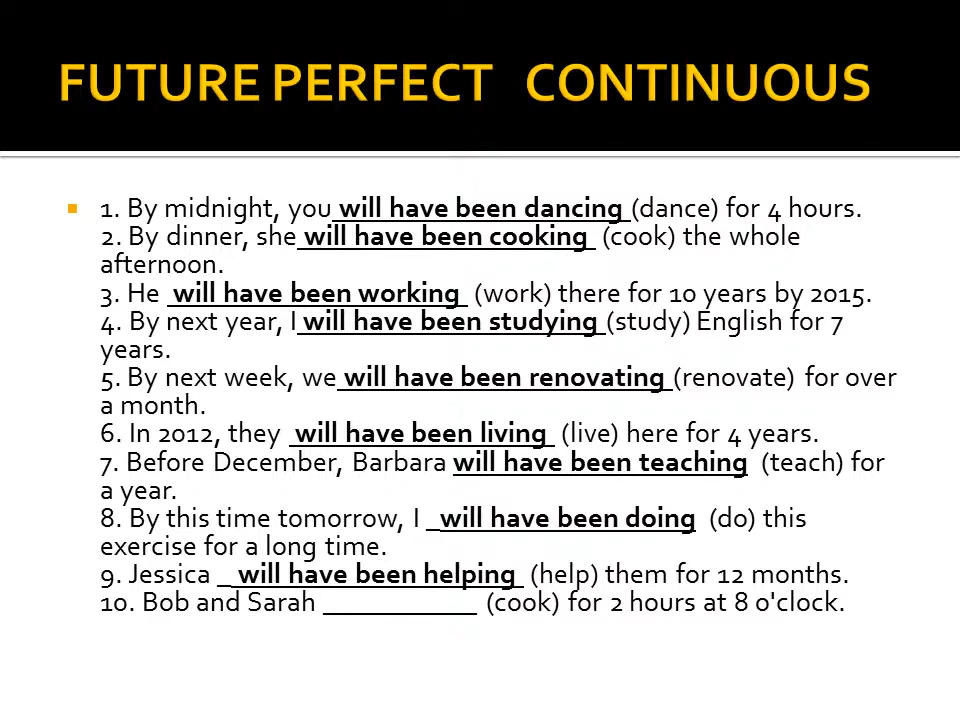 FUTURE PERFECT CONTINUOUS
1. By midnight, you will have been dancing (dance) for 4 hours.
2. By dinner, she will have been cooking (cook) the whole
afternoon.
3. He will have been working (work) there for 10 years by 2015.
4. By next year, I will have been studying (study) English for 7
years.
5. By next week, we will have been renovating (renovate) for over
a month.
6. In 2012, they will have been living (live) here for 4 years.
7. Before December, Barbara will have been teaching (teach) for
a year.
8. By this time tomorrow, I _will have been doing (do) this
exercise for a long time.
9. Jessica _ will have been helping (help) them for 12 months.
10. Bob and Sarah ___________ (cook) for 2 hours at 8 o'clock.